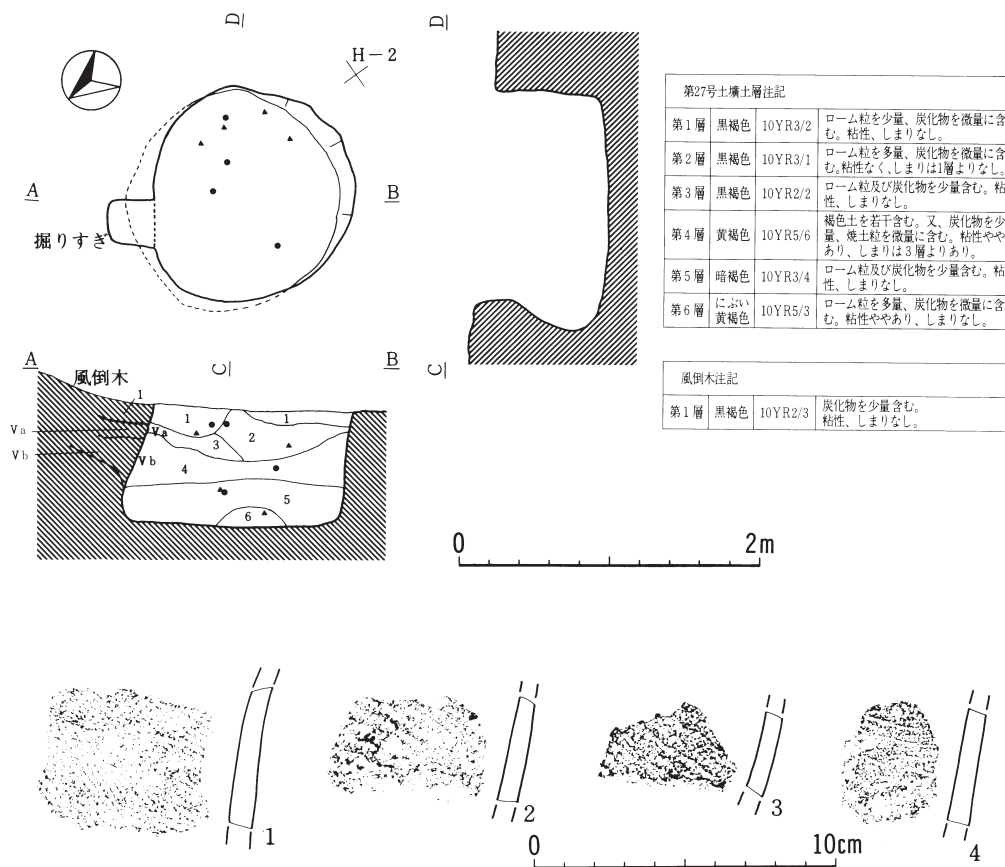 D
D
H-2
A
B
掘りすぎ
第27号土壙土層注記
第1層 黒褐色 10YR3/2 ローム粒を少量、炭化物を微量に含
む。粘性、しまりなし。
第2層 黒褐色 10YR3/1 ローム粒を多量、炭化物を微量に含
む。粘性なく、しまりは1層よりなし。
第3層 黒褐色 10YR2/2 ローム粒及び炭化物を少量含む。粘
性、しまりなし。
第4層 黄褐色 10YR5/6 褐色土を若干含む。又、炭化物を少
量、焼土粒を微量に含む。粘性やや
あり、しまりは3層よりあり。
第5層 暗褐色 10YR3/4 ローム粒及び炭化物を少量含む。粘
性、しまりなし。
第6層 にぶい黄褐色 10YR5/3 ローム粒を多量、炭化物を微量に含
む。粘性ややあり、しまりなし。
A
B
C
C
風倒木
1
1
1
2
3
4
5
6
Va
Vb
Va
Vb
風倒木注記
第1層 黒褐色 10YR2/3 炭化物を少量含む。
粘性、しまりなし。
0 2m
1
2
3
4
0 10cm